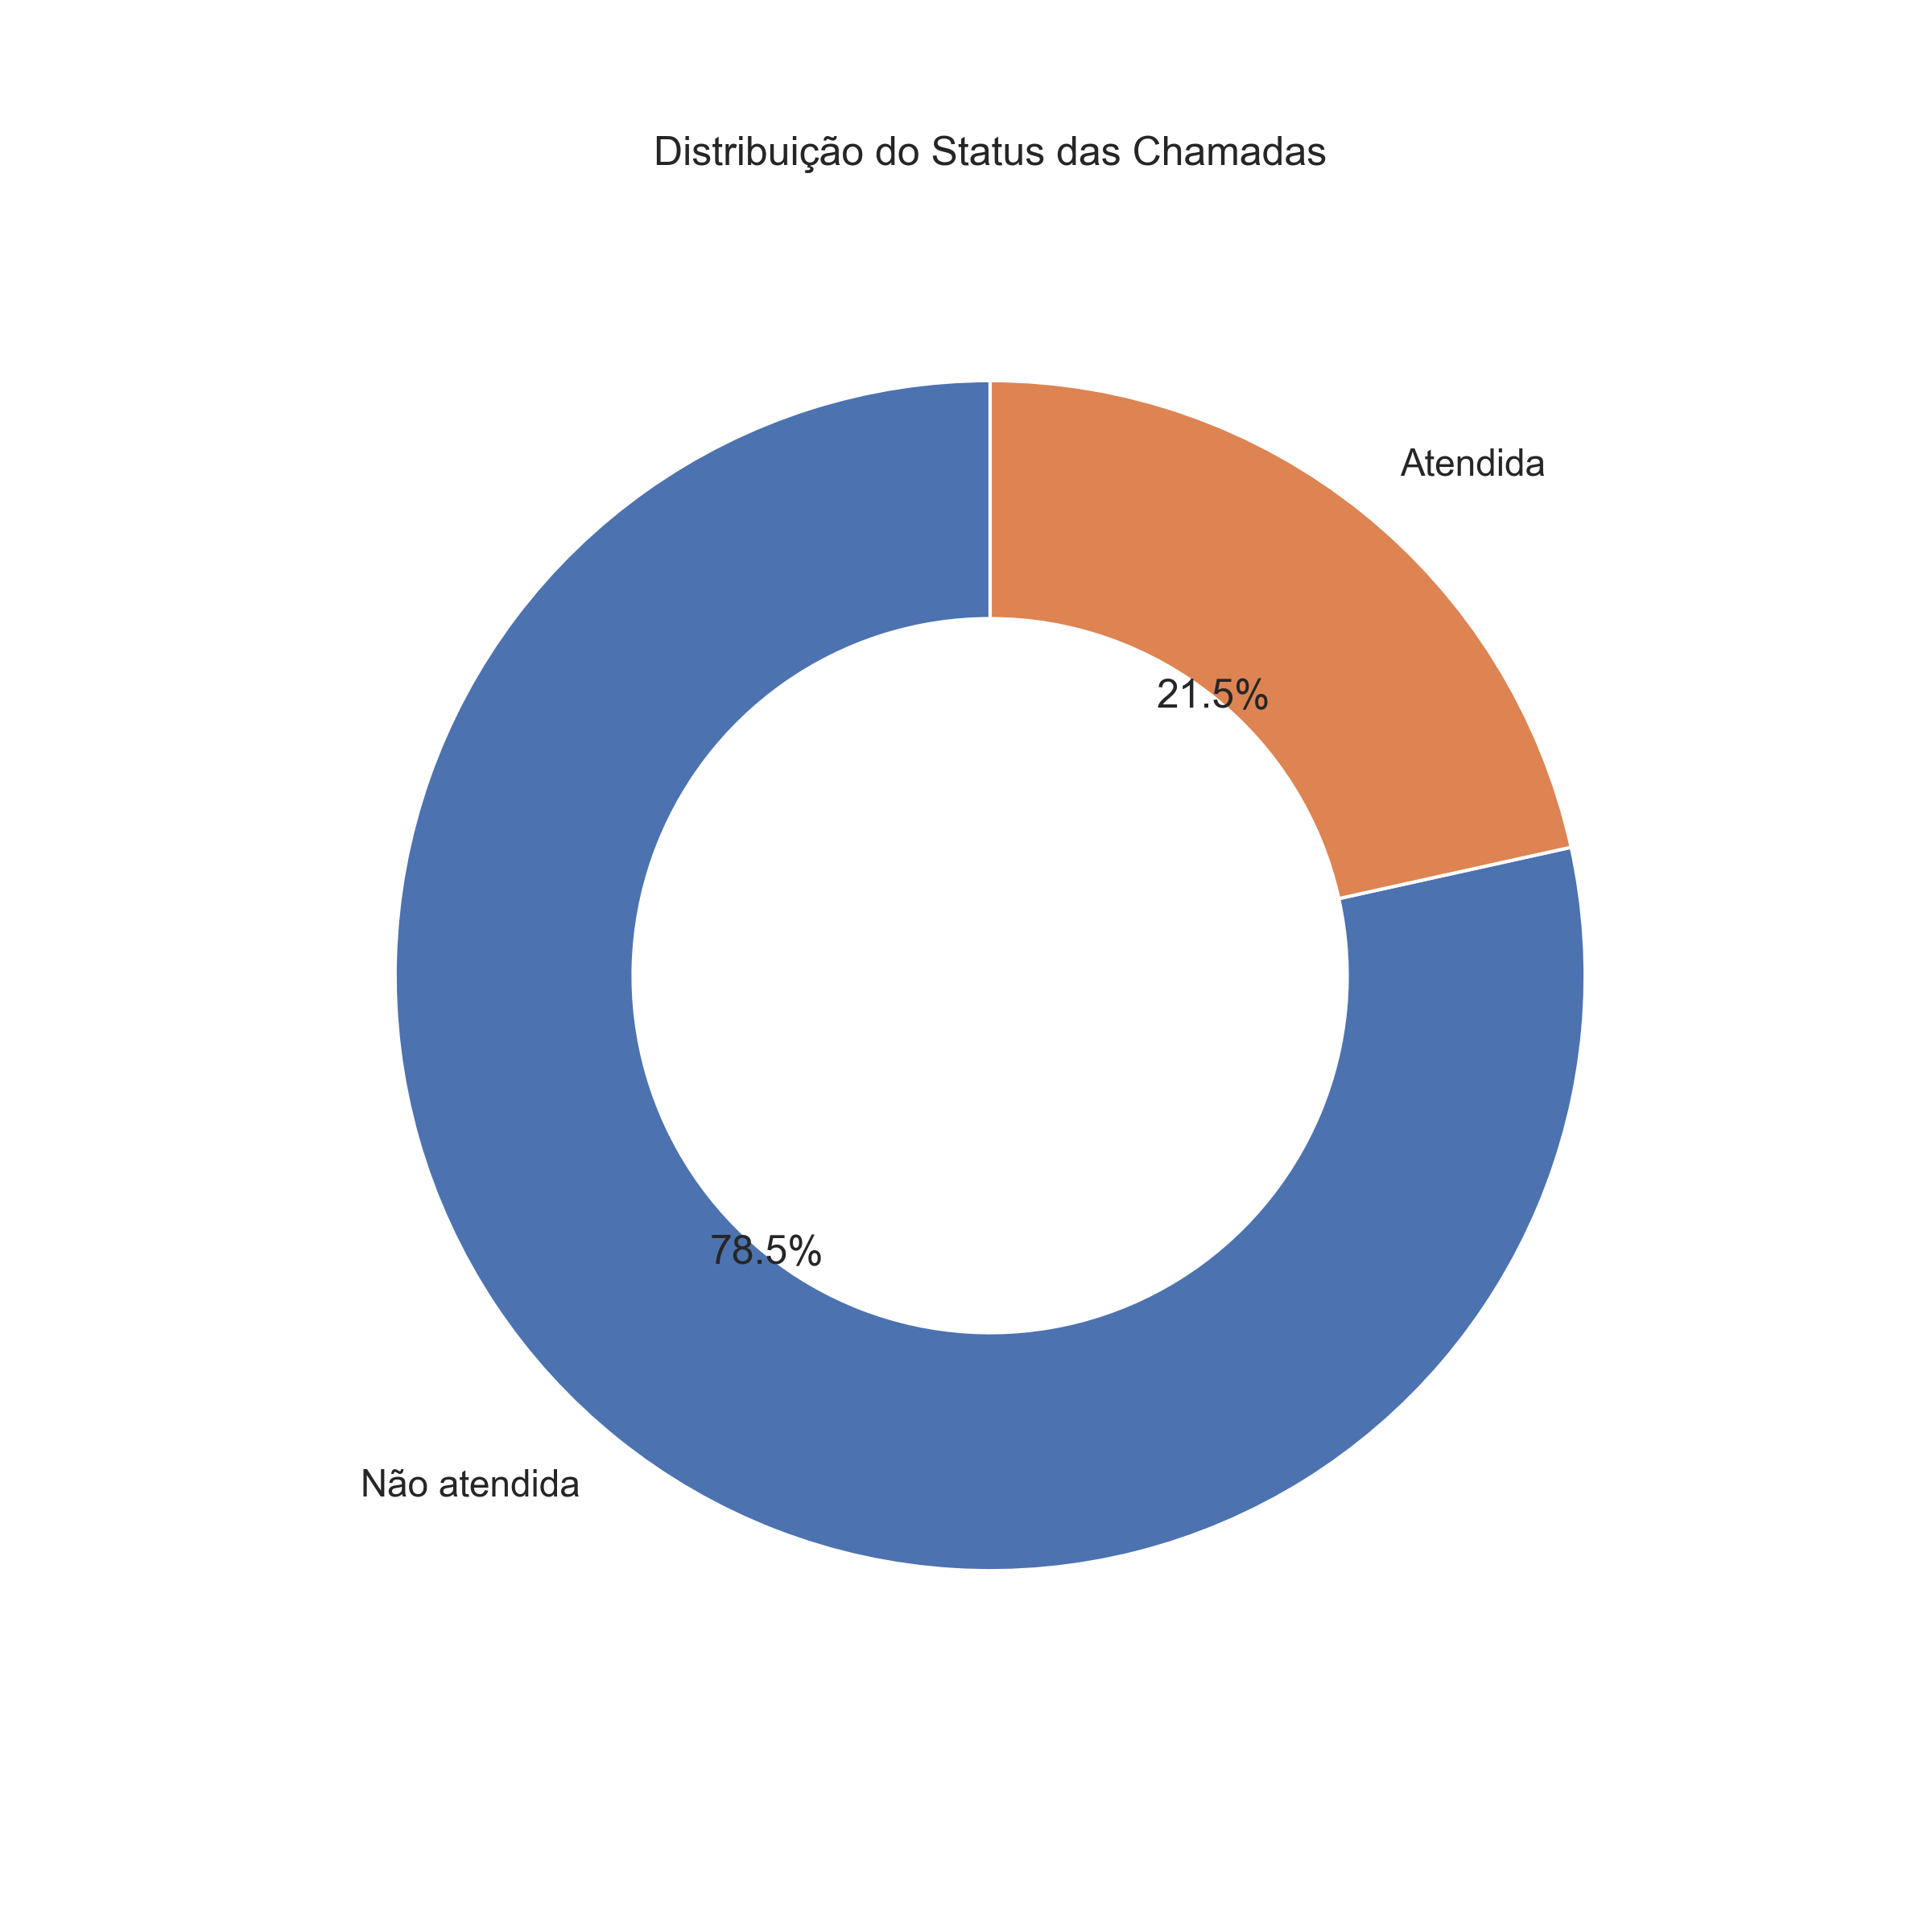 Distribuição do Status das Chamadas
Atendida
21.5%
78.5%
Não atendida